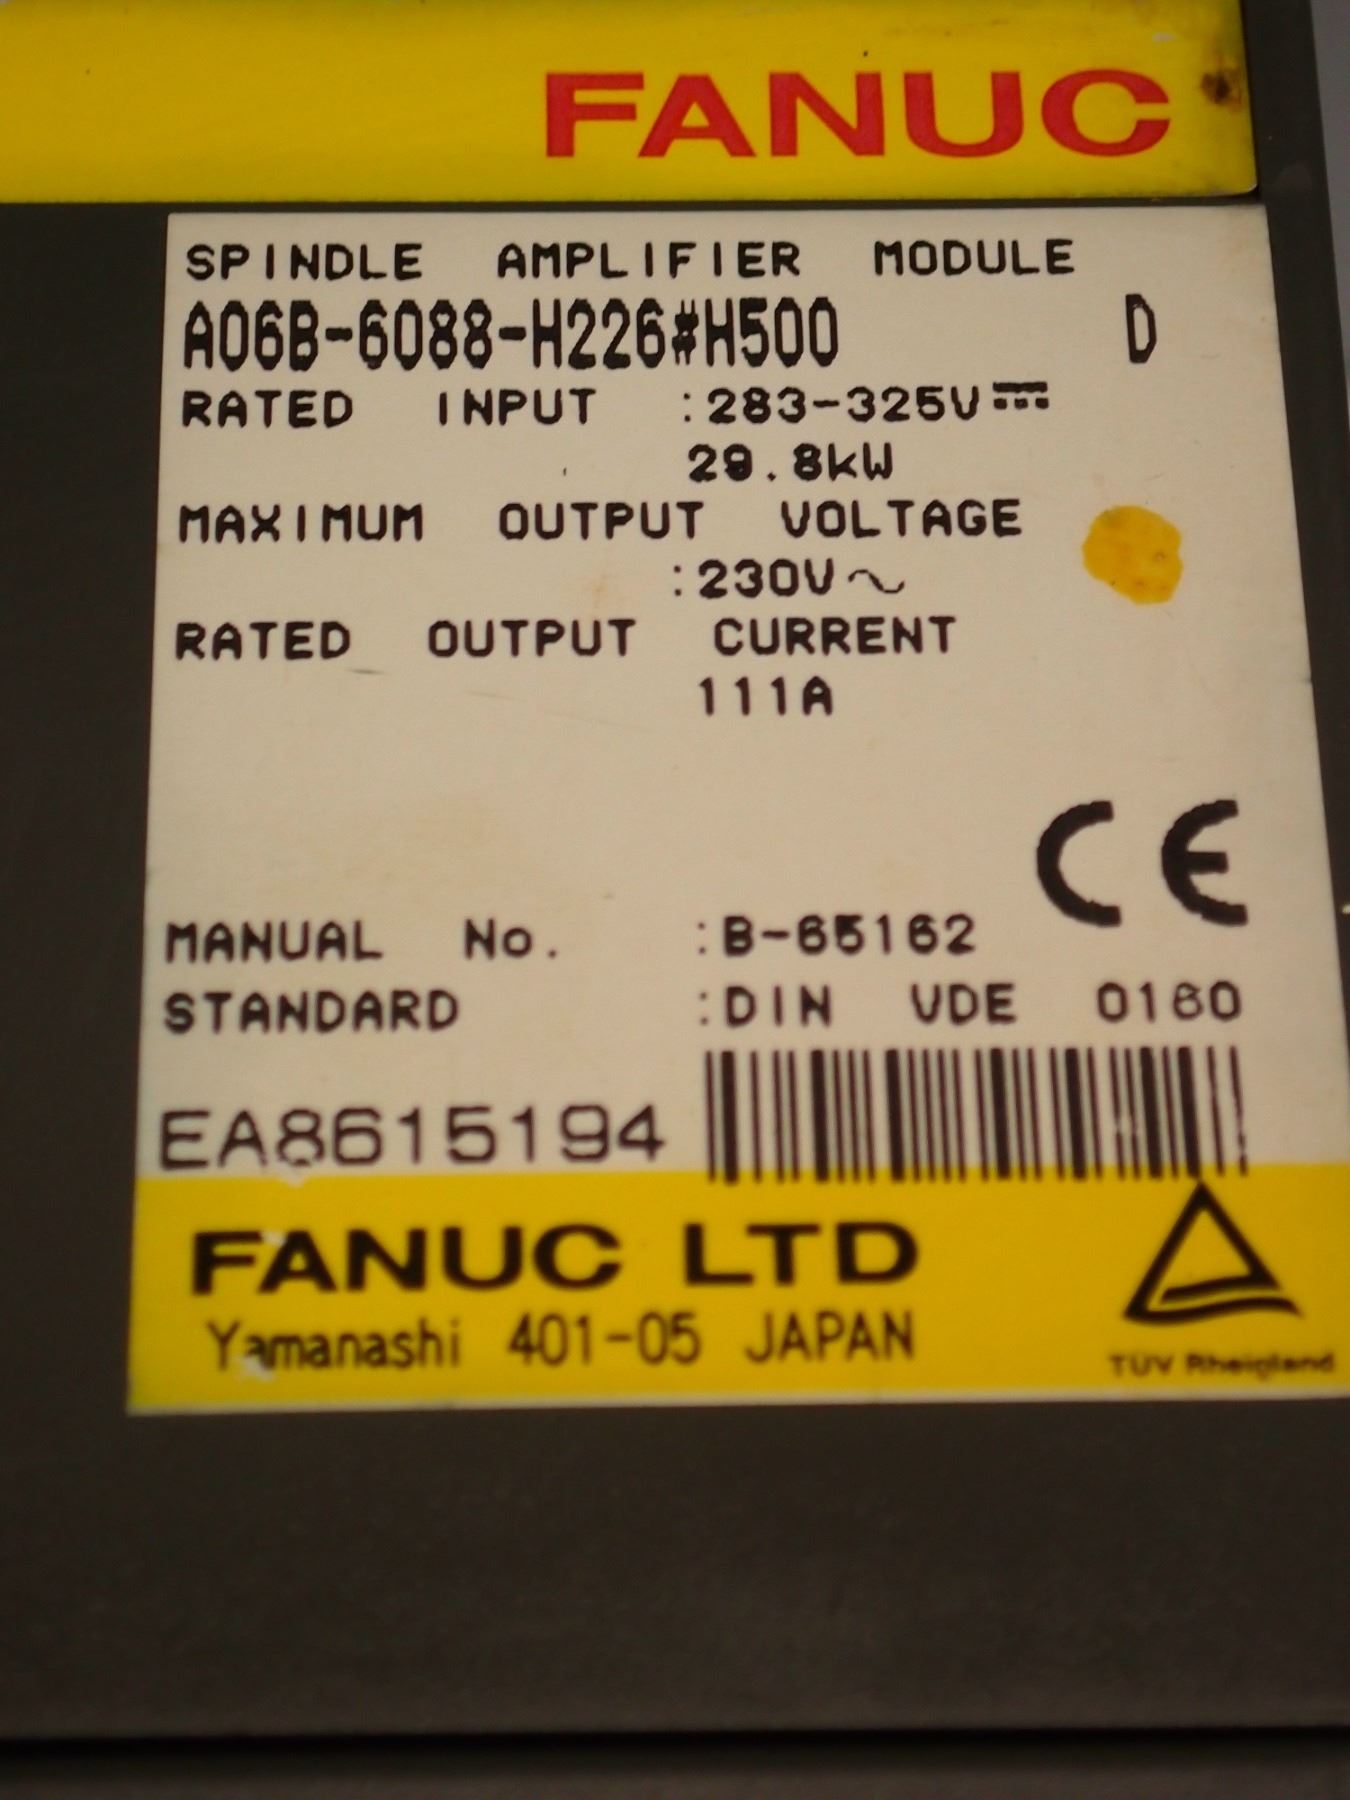 FANUC
SPINDLE AMPLIFIER MODULE
A06B-6088-H226#H500 D
RATED INPUT :283-325V⎓
29.8kW
MAXIMUM OUTPUT VOLTAGE
:230V～
RATED OUTPUT CURRENT
111A
CE
MANUAL No. :B-65162
STANDARD :DIN VDE 0160
EA8615194
FANUC LTD
Yamanashi 401-05 JAPAN
TÜV Rheinland